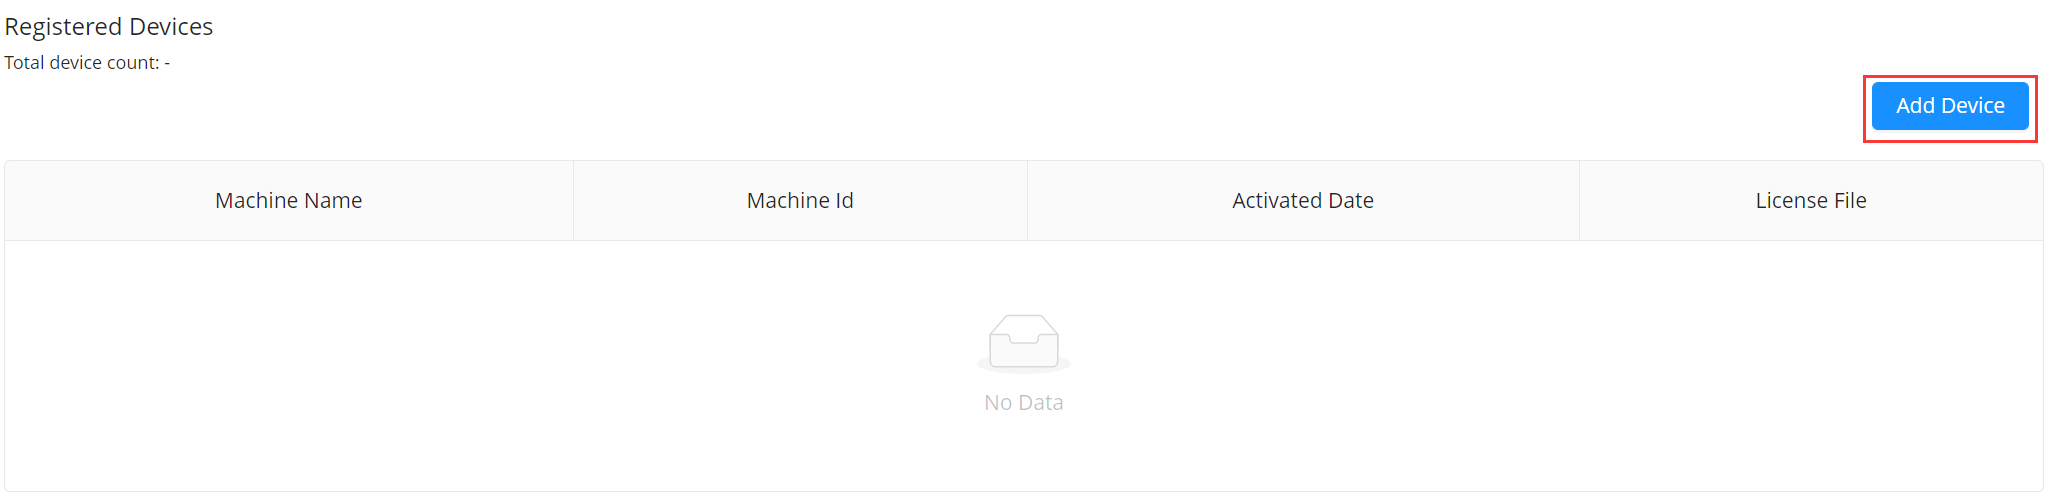 Registered Devices
Total device count: -
Add Device
Machine Name Machine Id Activated Date License File
No Data